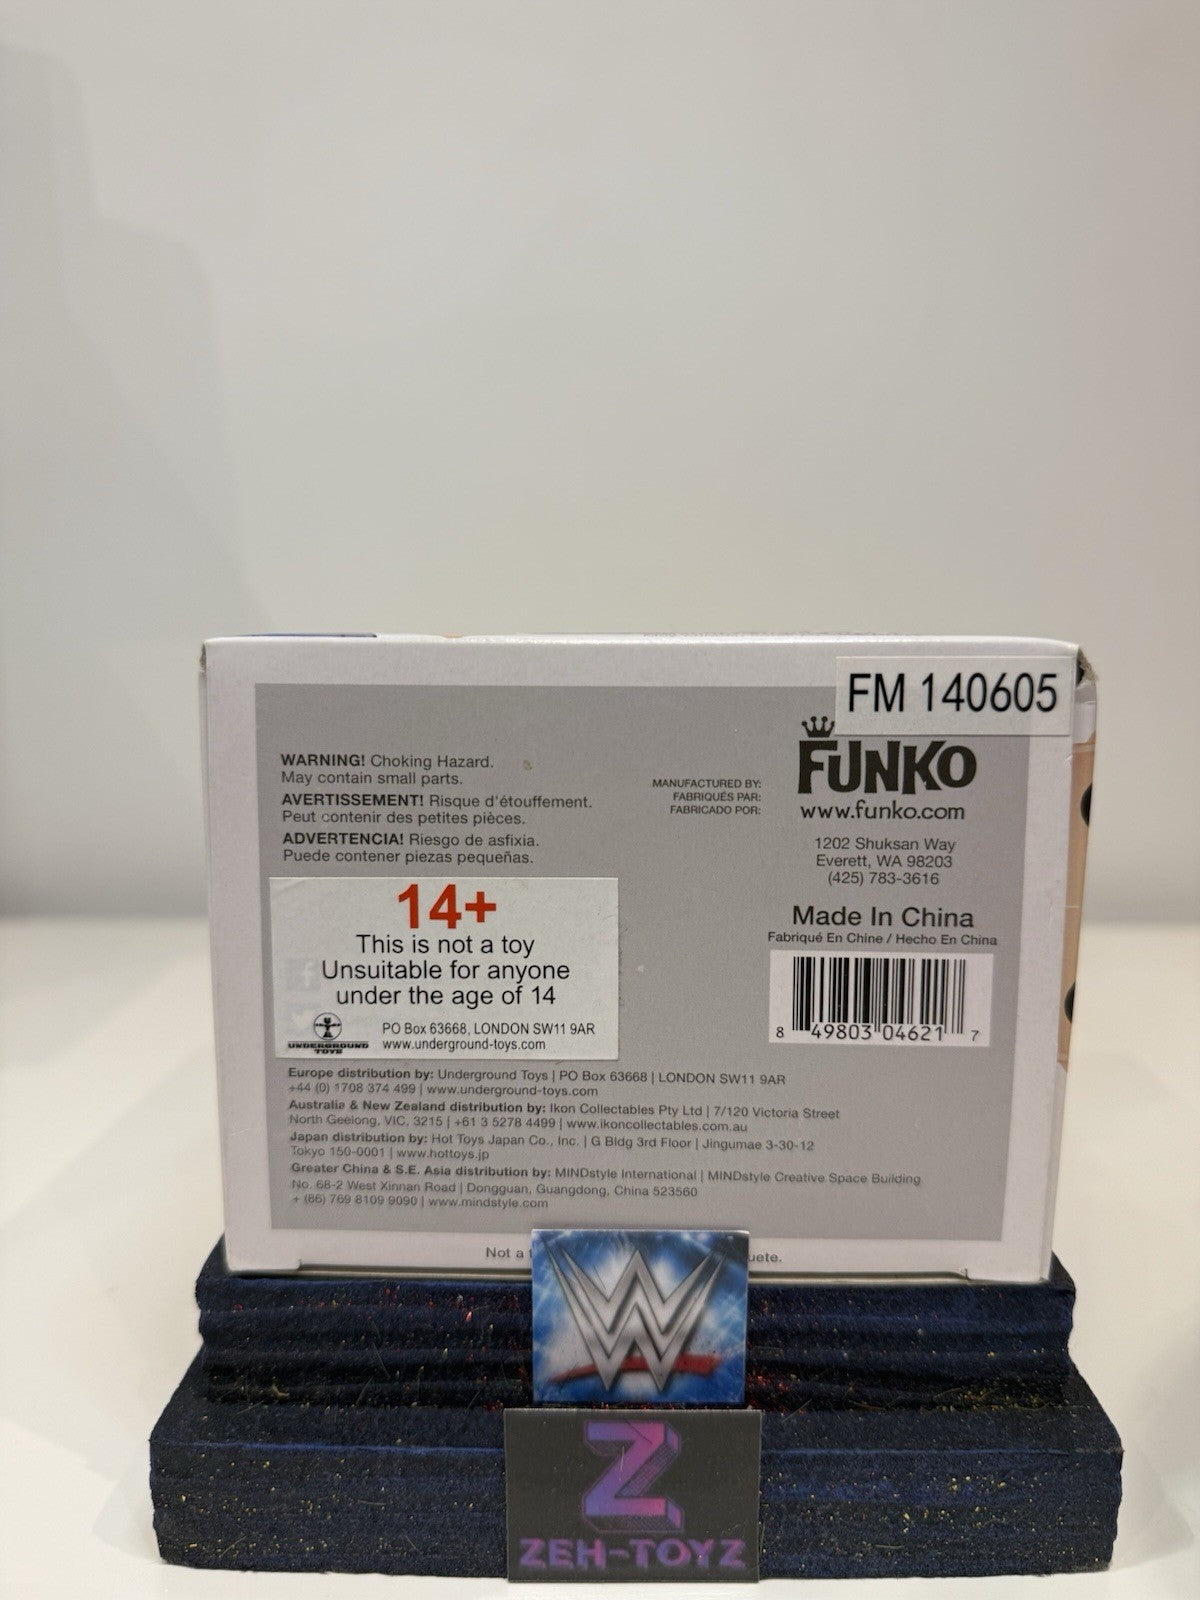 FM 140605
FUNKO
www.funko.com
WARNING! Choking Hazard.
May contain small parts.
AVERTISSEMENT! Risque d'étouffement.
Peut contenir des petites pièces.
ADVERTENCIA! Riesgo de asfixia.
Puede contener piezas pequeñas.
MANUFACTURED BY:
FABRIQUÉS PAR:
FABRICADO POR:
1202 Shuksan Way
Everett, WA 98203
(425) 783-3616
Made In China
Fabriqué En Chine / Hecho En China
8 49803 04621 7
14+
This is not a toy
Unsuitable for anyone
under the age of 14
UNDERGROUND
TOYS
PO Box 63668, LONDON SW11 9AR
www.underground-toys.com
Europe distribution by: Underground Toys | PO Box 63668 | LONDON SW11 9AR
+44 (0) 1708 374 499 | www.underground-toys.com
Australia & New Zealand distribution by: Ikon Collectables Pty Ltd | 7/120 Victoria Street
North Geelong, VIC, 3215 | +61 3 5278 4499 | www.ikoncollectables.com.au
Japan distribution by: Hot Toys Japan Co., Inc. | G Bldg 3rd Floor | Jingumae 3-30-12
Tokyo 150-0001 | www.hottoys.jp
Greater China & S.E. Asia distribution by: MINDstyle International | MINDstyle Creative Space Building
No. 68-2 West Xinnan Road | Dongguan, Guangdong, China 523560
+ (86) 769 8109 9090 | www.mindstyle.com
Not a
W
Z
ZEH-TOYZ